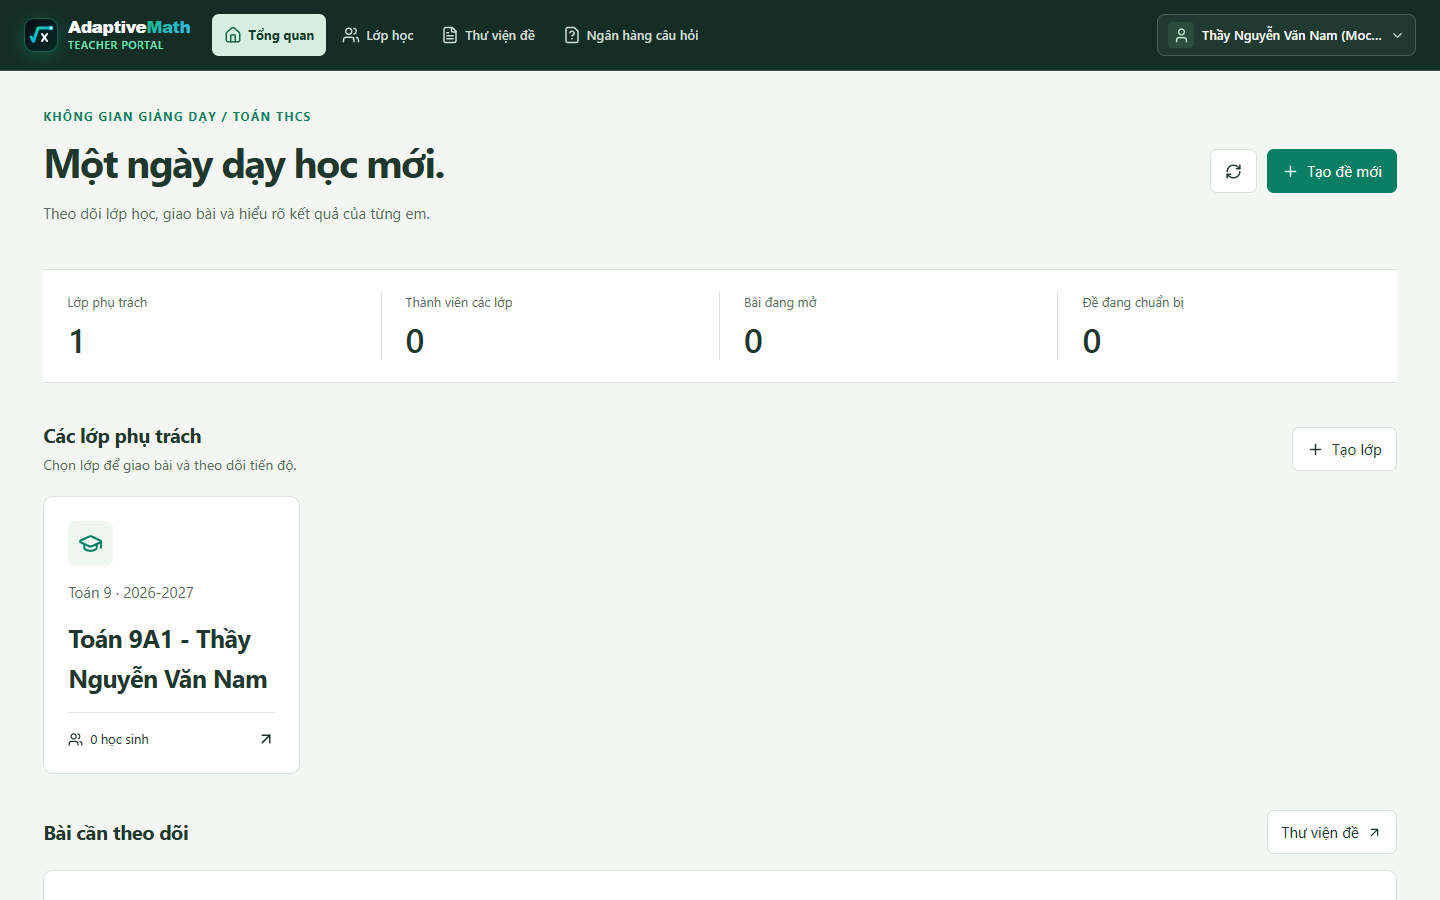 AdaptiveMath
TEACHER PORTAL
Tổng quan
Lớp học
Thư viện đề
Ngân hàng câu hỏi
Thầy Nguyễn Văn Nam (Moc...
KHÔNG GIAN GIẢNG DẠY / TOÁN THCS
Một ngày dạy học mới.
Theo dõi lớp học, giao bài và hiểu rõ kết quả của từng em.
Tạo đề mới
Lớp phụ trách
1
Thành viên các lớp
0
Bài đang mở
0
Đề đang chuẩn bị
0
Các lớp phụ trách
Chọn lớp để giao bài và theo dõi tiến độ.
Tạo lớp
Toán 9 · 2026-2027
Toán 9A1 - Thầy
Nguyễn Văn Nam
0 học sinh
Bài cần theo dõi
Thư viện đề